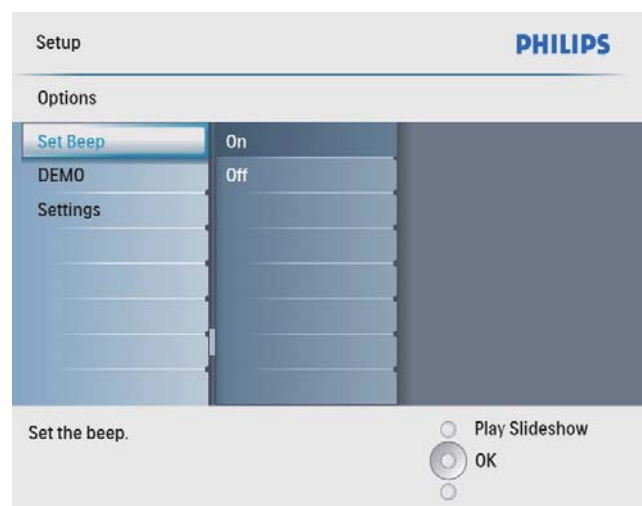 Setup
PHILIPS
Options
Set Beep
On
DEMO
Off
Settings
Set the beep.
Play Slideshow
OK